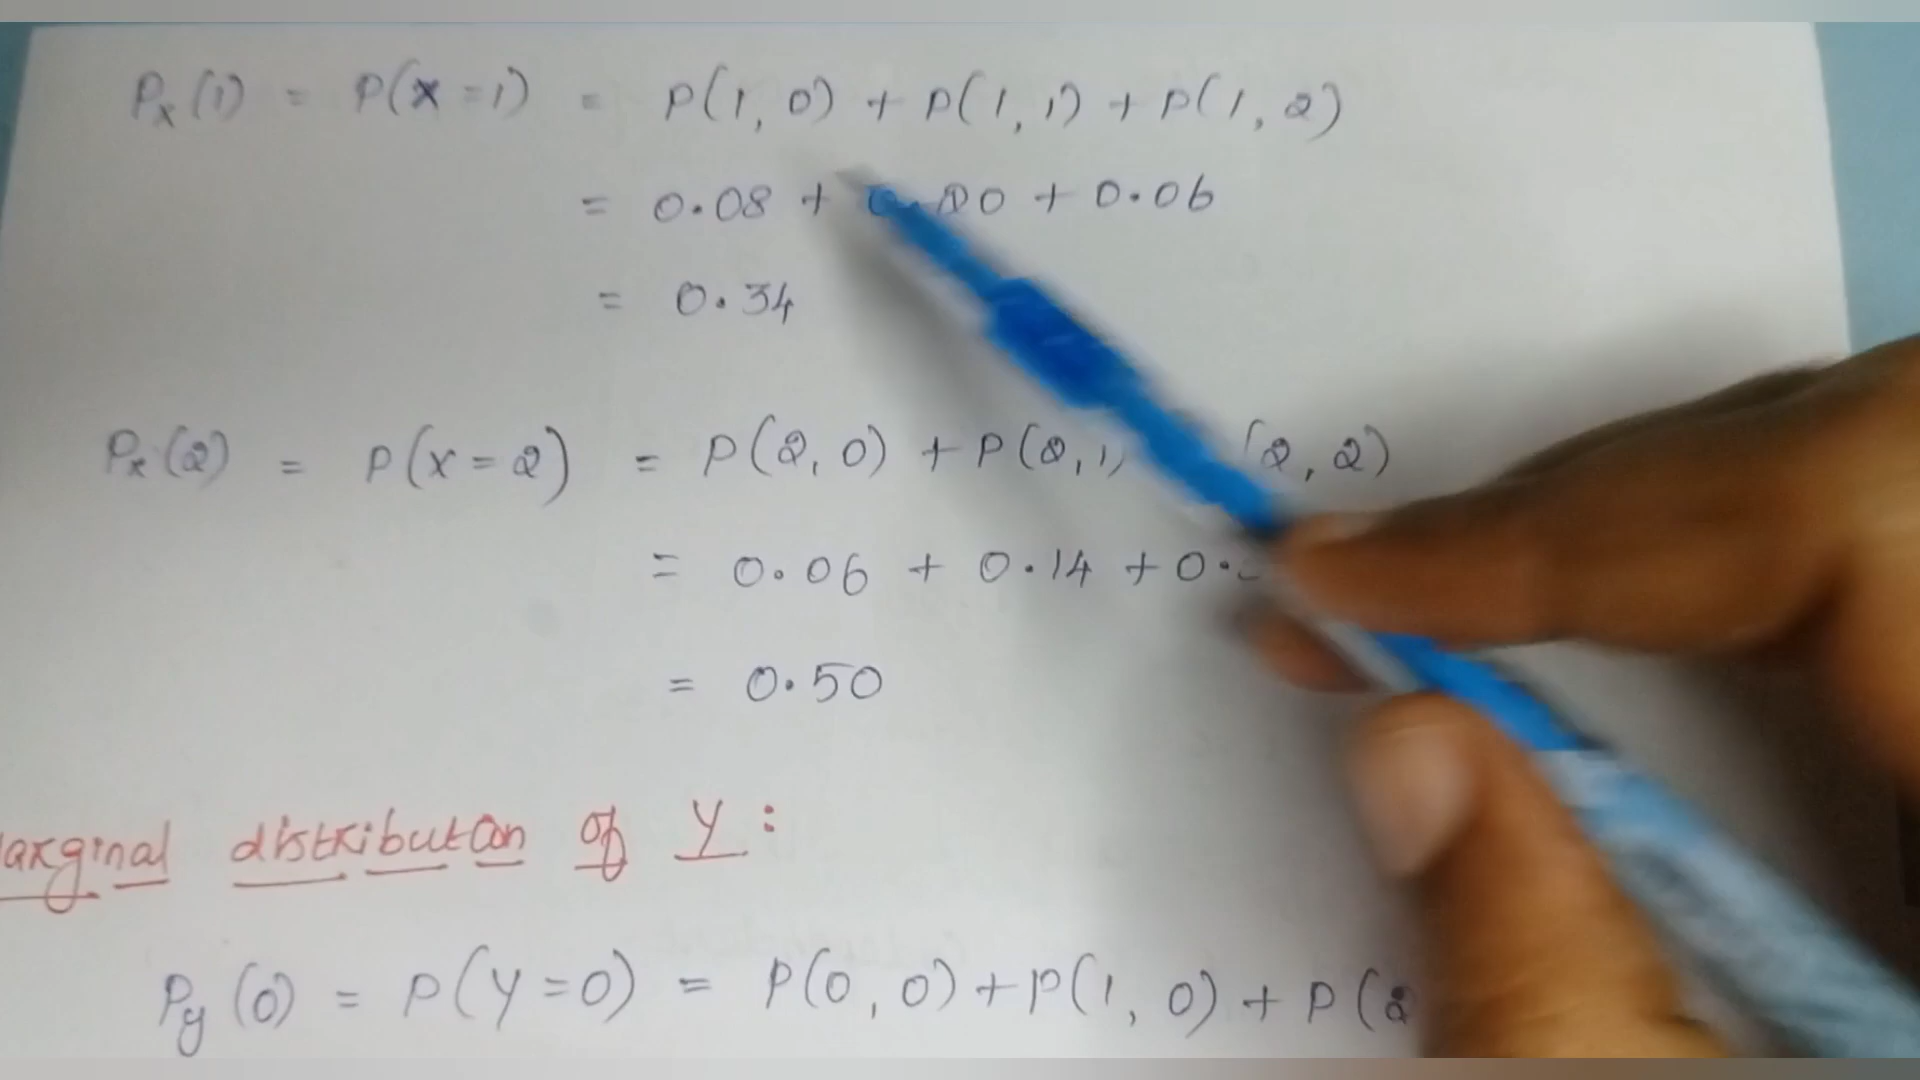 Px(1) = P(x=1) = P(1,0) + P(1,1) + P(1,2)
= 0.08 + + 0.06
= 0.34
Px(2) = P(x=2) = P(2,0) + P(2,1) (2,2)
= 0.06 + 0.14 + 0.
= 0.50
arginal distribution of Y:
Py(0) = P(Y=0) = P(0,0) + P(1,0) + P(2